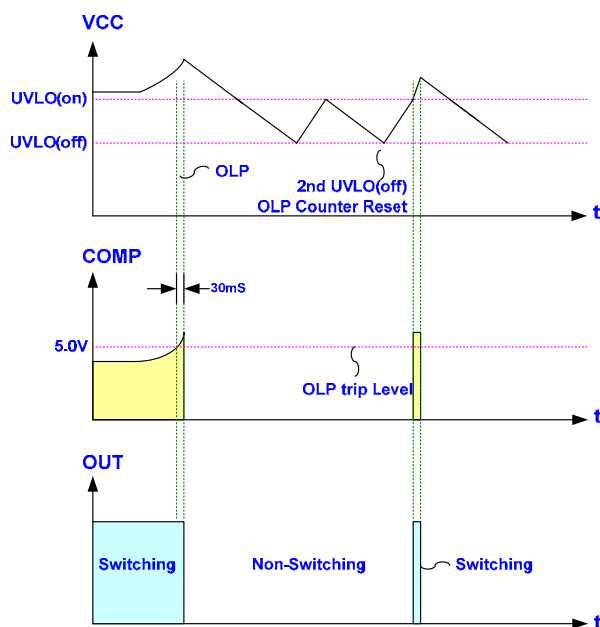 VCC
UVLO(on)
UVLO(off)
OLP
2nd UVLO(off)
OLP Counter Reset
t
COMP
30mS
5.0V
OLP trip Level
t
OUT
Switching
Non-Switching
Switching
t